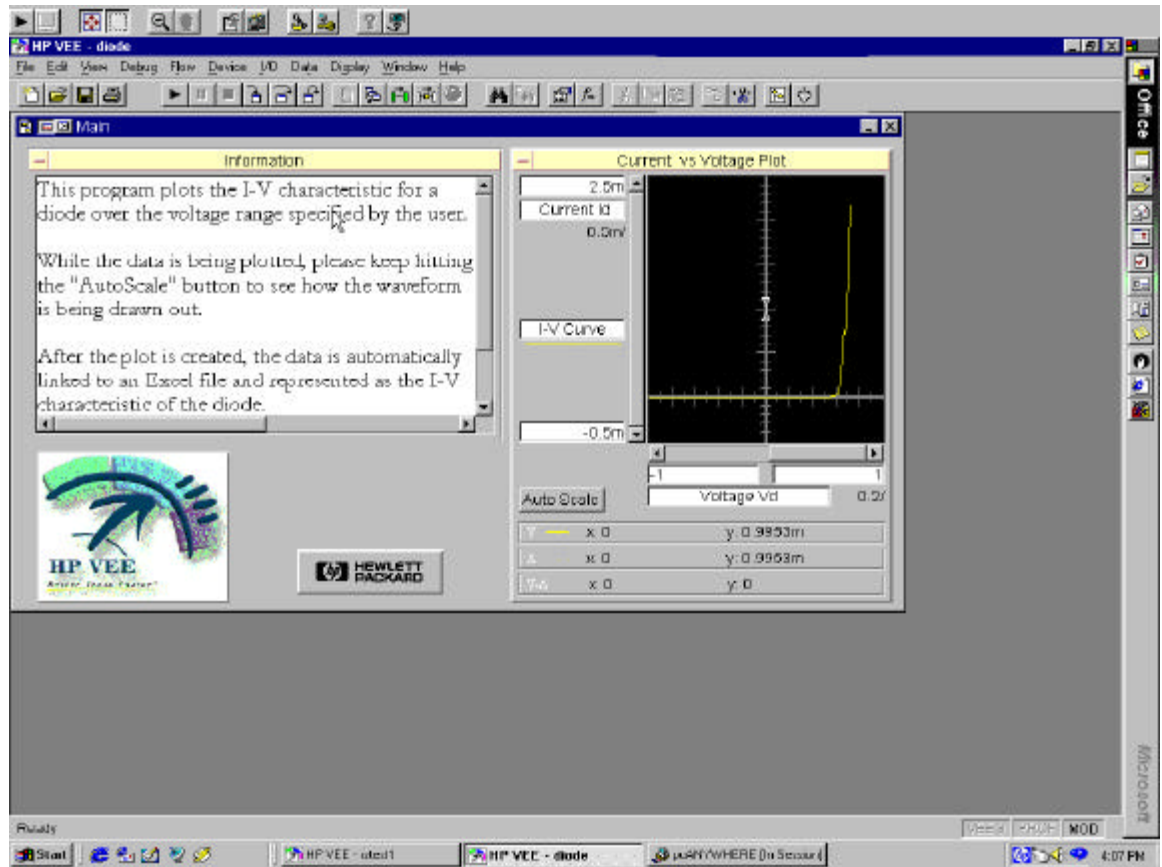 HP VEE - diode
File Edit View Debug Flow Device I/O Data Display Window Help
Office
Main
Information
This program plots the I-V characteristic for a
diode over the voltage range specified by the user.
While the data is being plotted, please keep hitting
the "AutoScale" button to see how the waveform
is being drawn out.
After the plot is created, the data is automatically
linked to an Excel file and represented as the I-V
characteristic of the diode.
HP VEE
HEWLETT
PACKARD
Current vs Voltage Plot
2.5m
Current Id
0.3m/
I-V Curve
-0.5m
-1
1
Auto Scale
Voltage Vd
0.2/
x: 0 y: 0.9953m
x: 0 y: 0.9953m
x: 0 y: 0
Microsoft
Ready
MOD
Start
HP VEE -
HP VEE - diode
4:07 PM